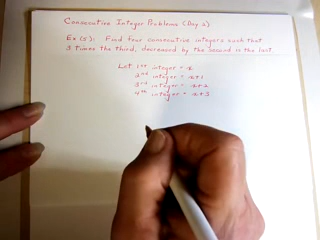 Consecutive Integer Problems (Day 2)
Ex (5): Find four consecutive integers such that
3 times the third, decreased by the second is the last.
Let 1st integer = x
2nd integer = x+1
3rd integer = x+2
4th integer = x+3